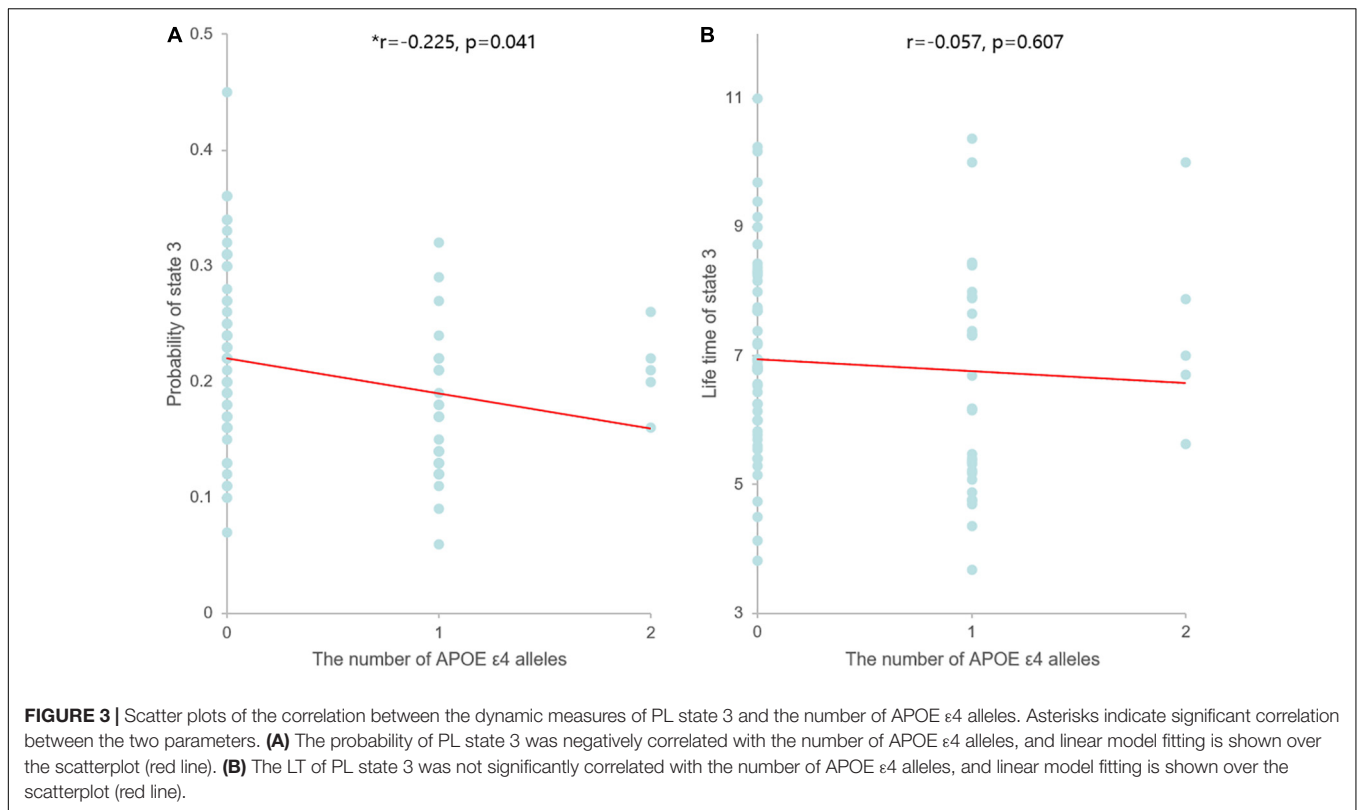 A
*r=-0.225, p=0.041
0.5
0.4
0.3
0.2
0.1
0
Probability of state 3
0 1 2
The number of APOE ε4 alleles
B
r=-0.057, p=0.607
11
9
7
5
3
Life time of state 3
0 1 2
The number of APOE ε4 alleles
FIGURE 3 | Scatter plots of the correlation between the dynamic measures of PL state 3 and the number of APOE ε4 alleles. Asterisks indicate significant correlation
between the two parameters. (A) The probability of PL state 3 was negatively correlated with the number of APOE ε4 alleles, and linear model fitting is shown over
the scatterplot (red line). (B) The LT of PL state 3 was not significantly correlated with the number of APOE ε4 alleles, and linear model fitting is shown over the
scatterplot (red line).